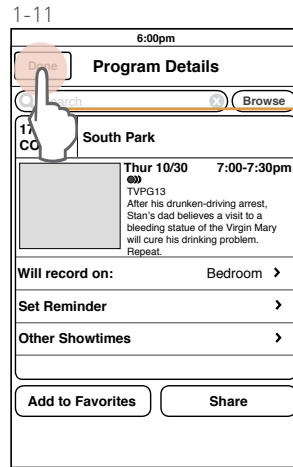 1-11
6:00pm
Done
Program Details
Search
Browse
17
CO
South Park
Thur 10/30 7:00-7:30pm
TVPG13
After his drunken-driving arrest,
Stan's dad believes a visit to a
bleeding statue of the Virgin Mary
will cure his drinking problem.
Repeat.
Will record on: Bedroom >
Set Reminder >
Other Showtimes >
Add to Favorites
Share